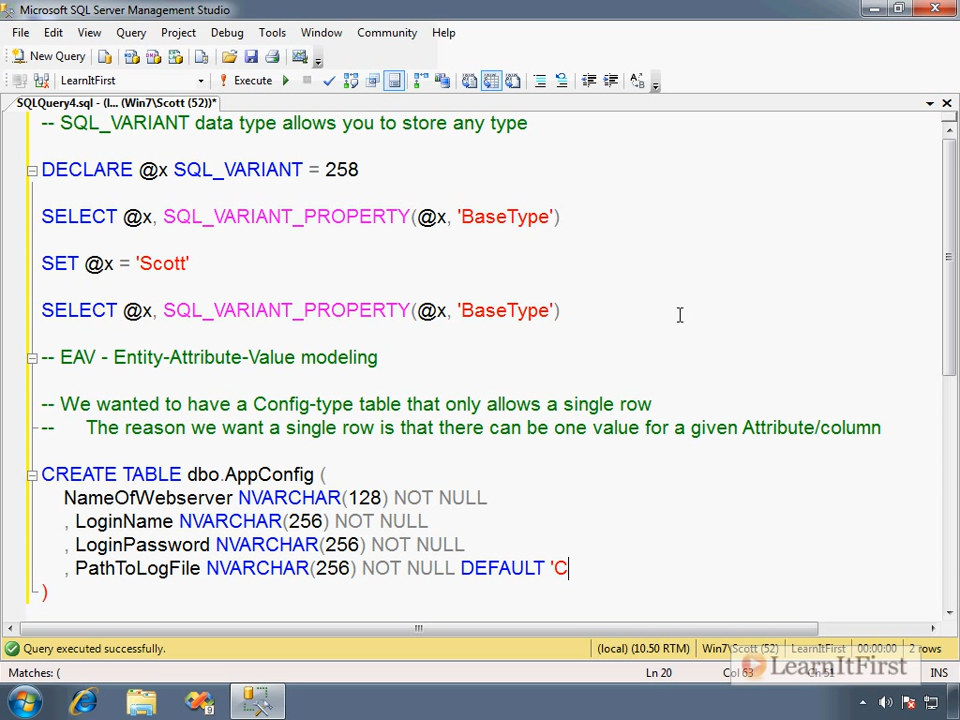 Microsoft SQL Server Management Studio
File Edit View Query Project Debug Tools Window Community Help
New Query
LearnItFirst Execute
SQLQuery4.sql - (l... (Win7\Scott (52))*
-- SQL_VARIANT data type allows you to store any type
DECLARE @x SQL_VARIANT = 258
SELECT @x, SQL_VARIANT_PROPERTY(@x, 'BaseType')
SET @x = 'Scott'
SELECT @x, SQL_VARIANT_PROPERTY(@x, 'BaseType')
-- EAV - Entity-Attribute-Value modeling
-- We wanted to have a Config-type table that only allows a single row
-- The reason we want a single row is that there can be one value for a given Attribute/column
CREATE TABLE dbo.AppConfig (
NameOfWebserver NVARCHAR(128) NOT NULL
, LoginName NVARCHAR(256) NOT NULL
, LoginPassword NVARCHAR(256) NOT NULL
, PathToLogFile NVARCHAR(256) NOT NULL DEFAULT 'C
)
Query executed successfully. (local) (10.50 RTM) Win7\Scott (52) LearnItFirst 00:00:00 2 rows
Matches: ( Ln 20 Col 63 Ch 51 INS
LearnItFirst